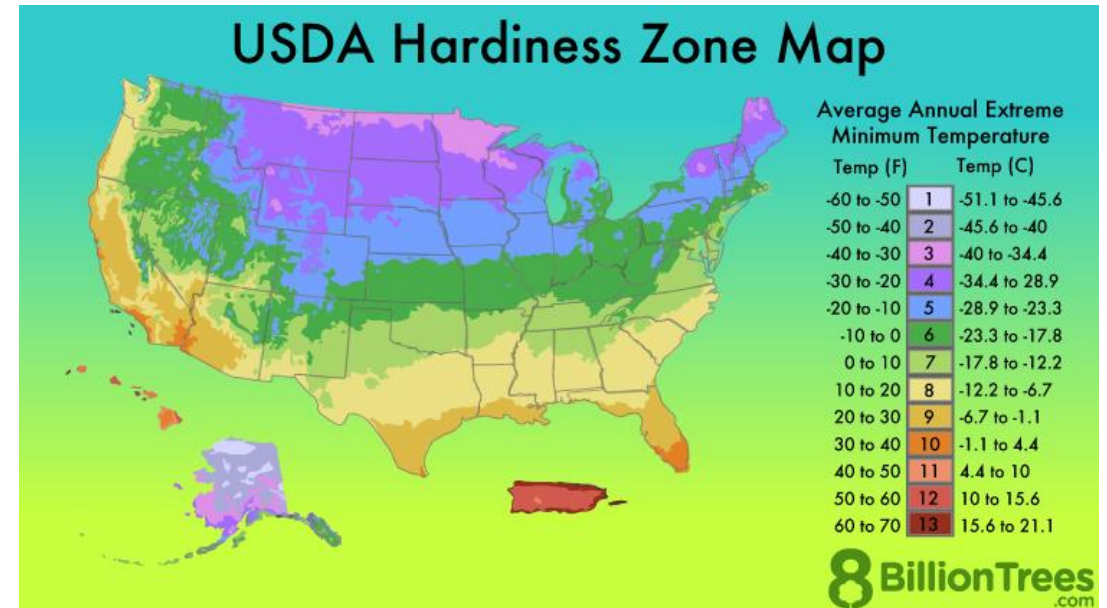 USDA Hardiness Zone Map
Average Annual Extreme
Minimum Temperature
Temp (F) Temp (C)
-60 to -50 1 -51.1 to -45.6
-50 to -40 2 -45.6 to -40
-40 to -30 3 -40 to -34.4
-30 to -20 4 -34.4 to 28.9
-20 to -10 5 -28.9 to -23.3
-10 to 0 6 -23.3 to -17.8
0 to 10 7 -17.8 to -12.2
10 to 20 8 -12.2 to -6.7
20 to 30 9 -6.7 to -1.1
30 to 40 10 -1.1 to 4.4
40 to 50 11 4.4 to 10
50 to 60 12 10 to 15.6
60 to 70 13 15.6 to 21.1
8 BillionTrees
.com